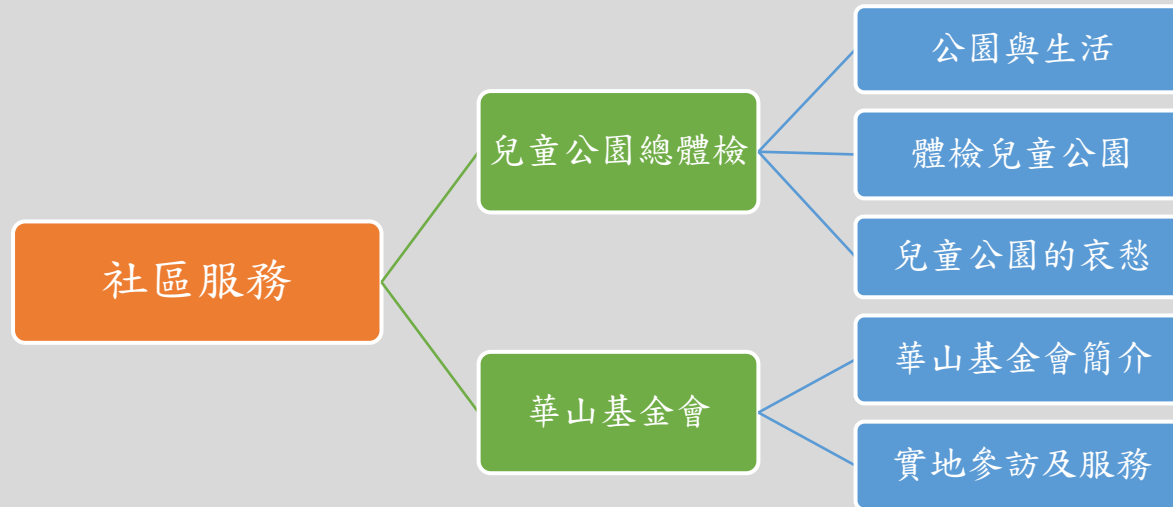 社區服務
兒童公園總體檢
公園與生活
體檢兒童公園
兒童公園的哀愁
華山基金會
華山基金會簡介
實地參訪及服務